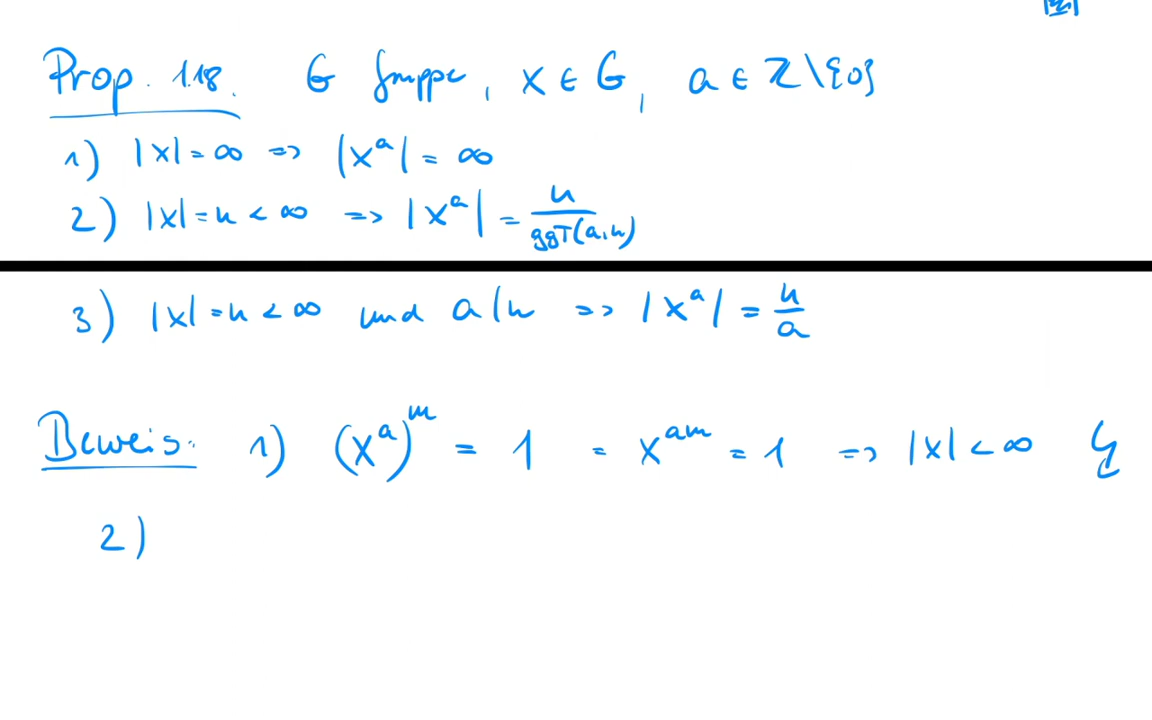 Prop. 1.18. G Gruppe, x ∈ G, a ∈ ℤ\{0}
1) |x| = ∞ => |x^a| = ∞
2) |x| = n < ∞ => |x^a| = n/ggT(a,n)
3) |x| = n < ∞ und a|n => |x^a| = n/a
Beweis: 1) (x^a)^m = 1 = x^{am} = 1 => |x| < ∞ ↯
2)